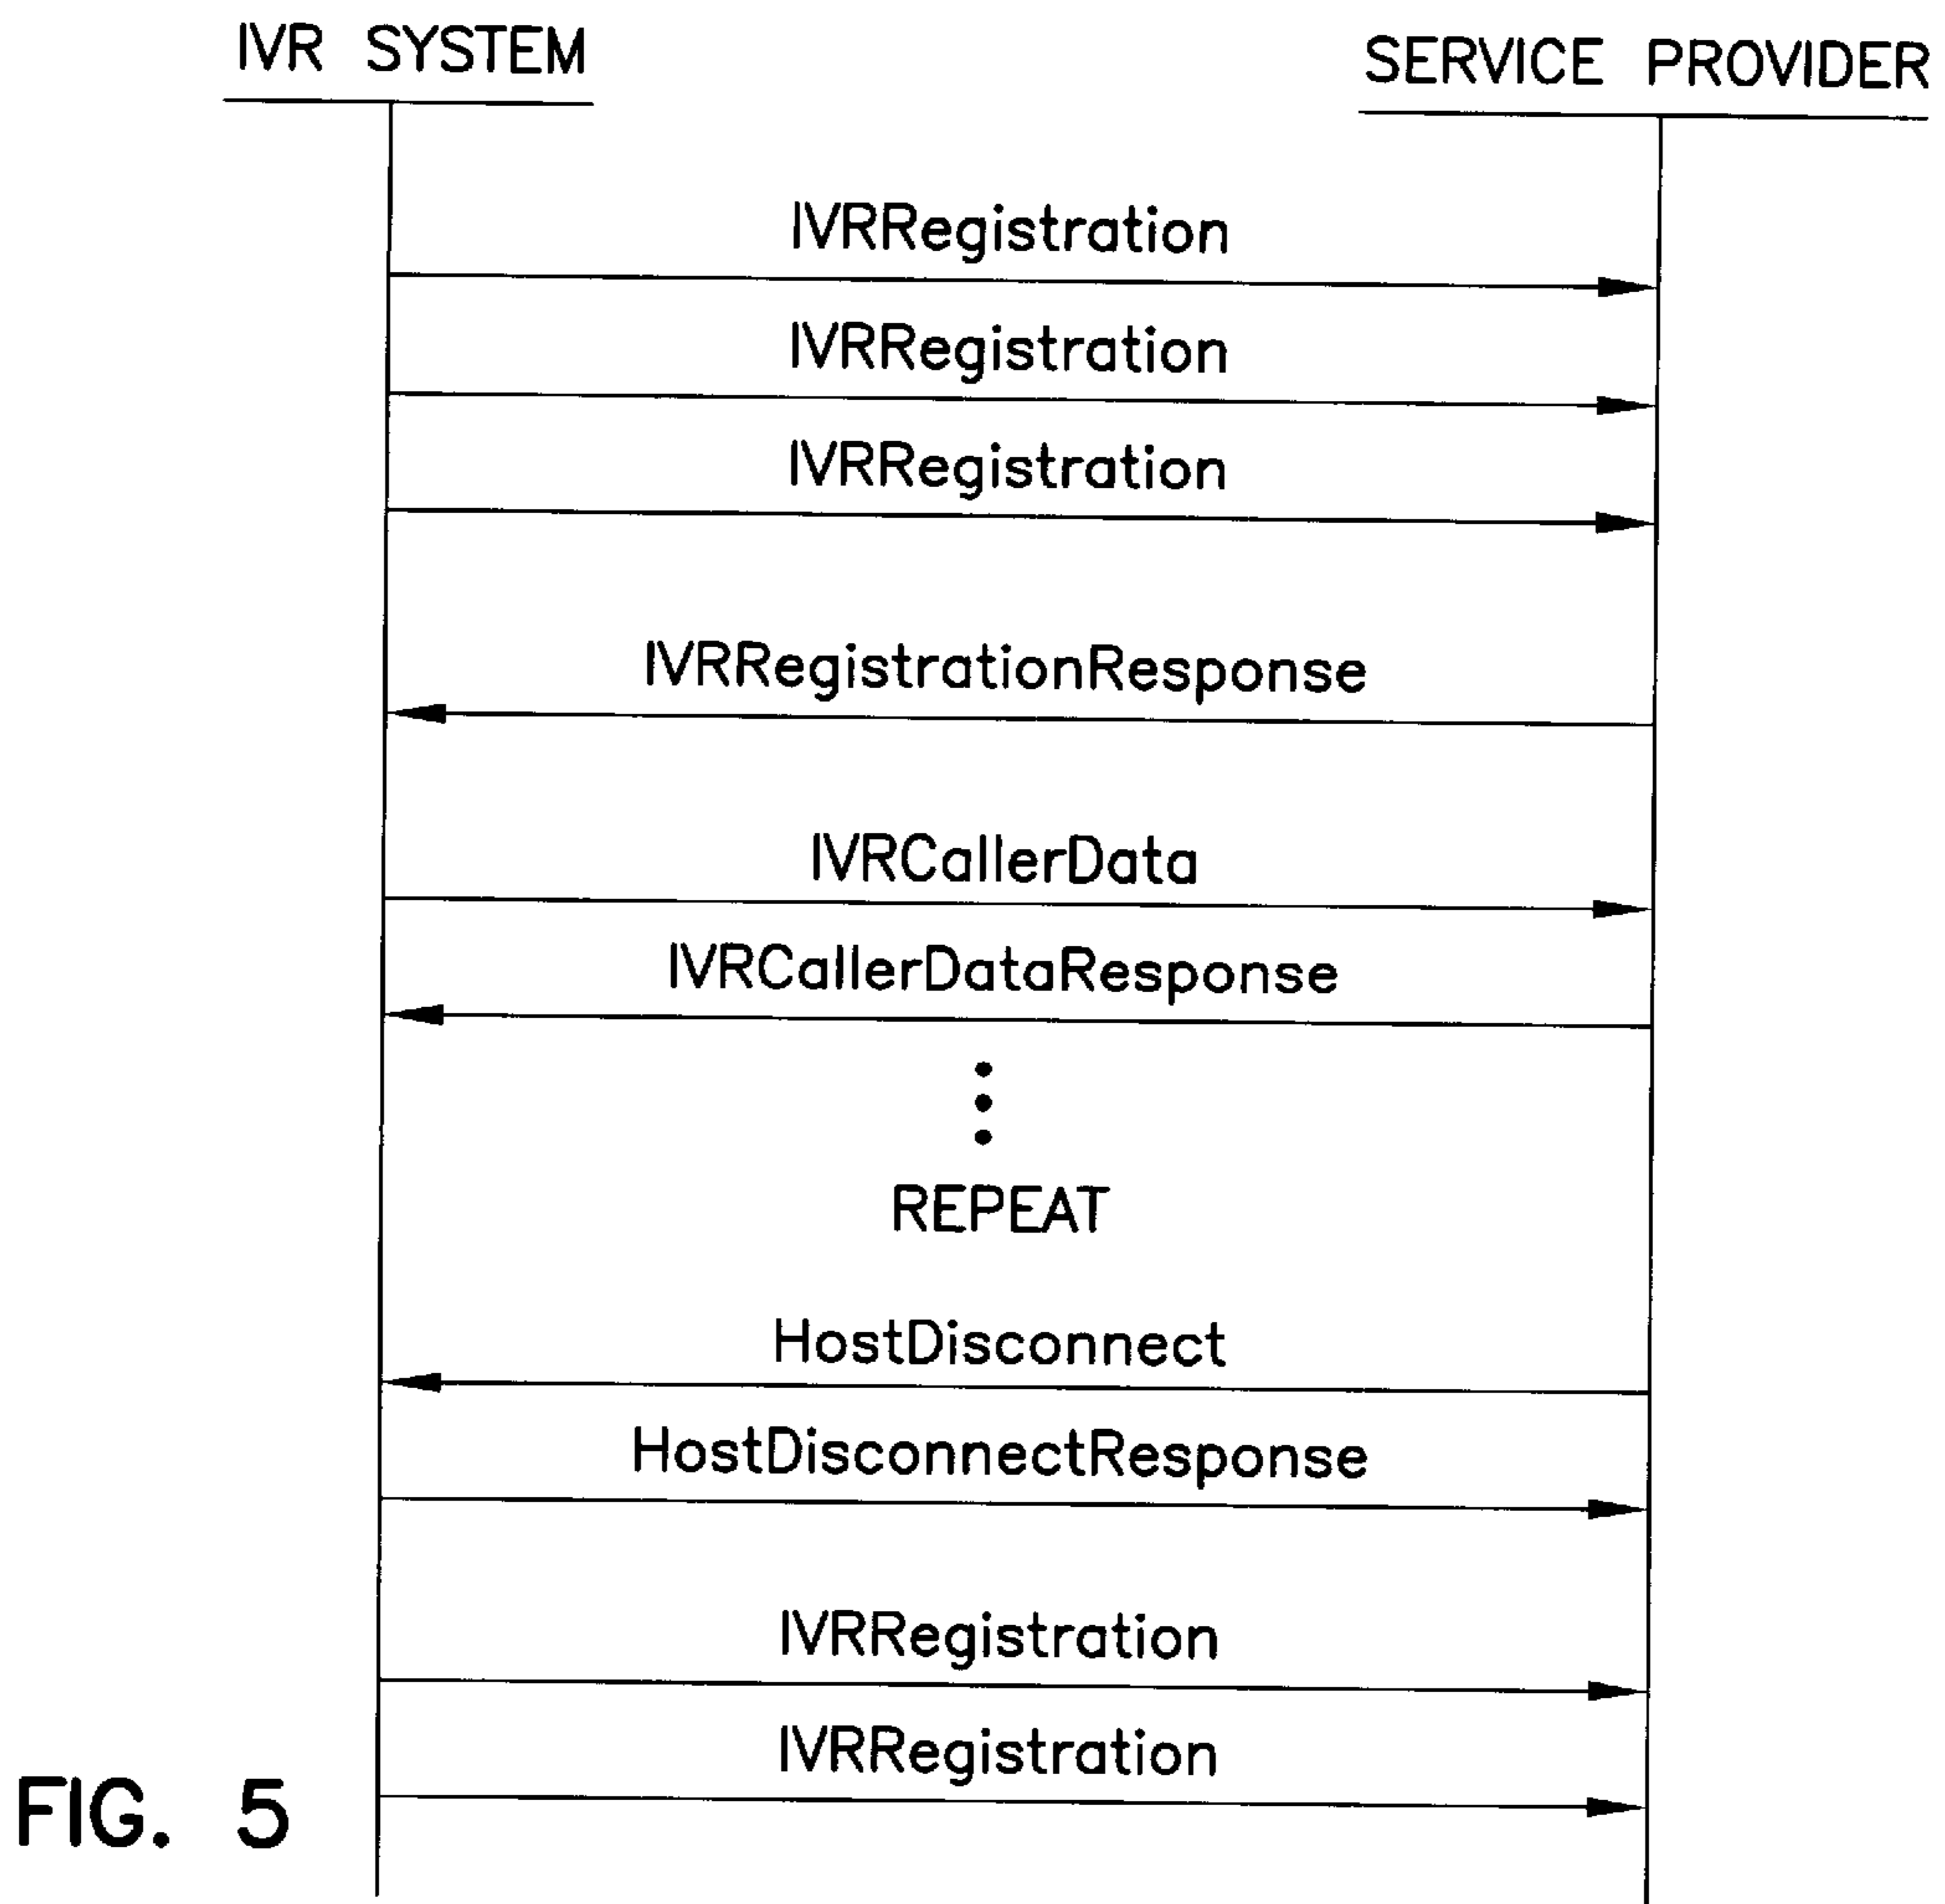 IVR SYSTEM
SERVICE PROVIDER
IVRRegistration
IVRRegistration
IVRRegistration
IVRRegistrationResponse
IVRCallerData
IVRCallerDataResponse
REPEAT
HostDisconnect
HostDisconnectResponse
IVRRegistration
IVRRegistration
FIG. 5